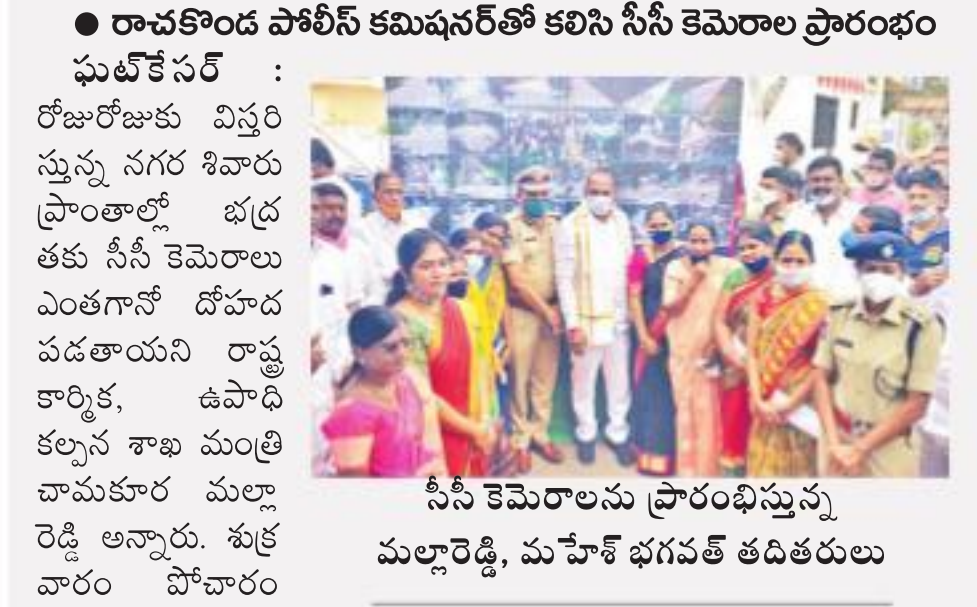 ● రాచకొండ పోలీస్ కమిషనర్‌తో కలిసి సీసీ కెమెరాల ప్రారంభం
ఘట్‌కేసర్ :
రోజురోజుకు విస్తరి
స్తున్న నగర శివారు
ప్రాంతాల్లో భద్ర
తకు సీసీ కెమెరాలు
ఎంతగానో దోహద
పడతాయని రాష్ట్ర
కార్మిక, ఉపాధి
కల్పన శాఖ మంత్రి
చామకూర మల్లా
రెడ్డి అన్నారు. శుక్ర
వారం పోచారం
సీసీ కెమెరాలను ప్రారంభిస్తున్న
మల్లారెడ్డి, మహేశ్ భగవత్ తదితరులు